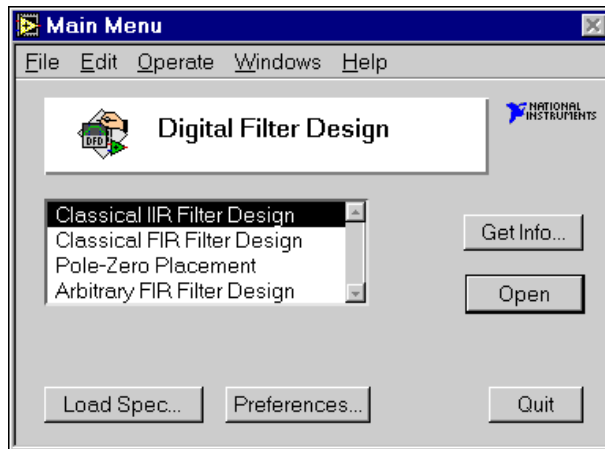 Main Menu
File Edit Operate Windows Help
DFD
Digital Filter Design
NATIONAL
INSTRUMENTS
Classical IIR Filter Design
Classical FIR Filter Design
Pole-Zero Placement
Arbitrary FIR Filter Design
Get Info...
Open
Load Spec...
Preferences...
Quit